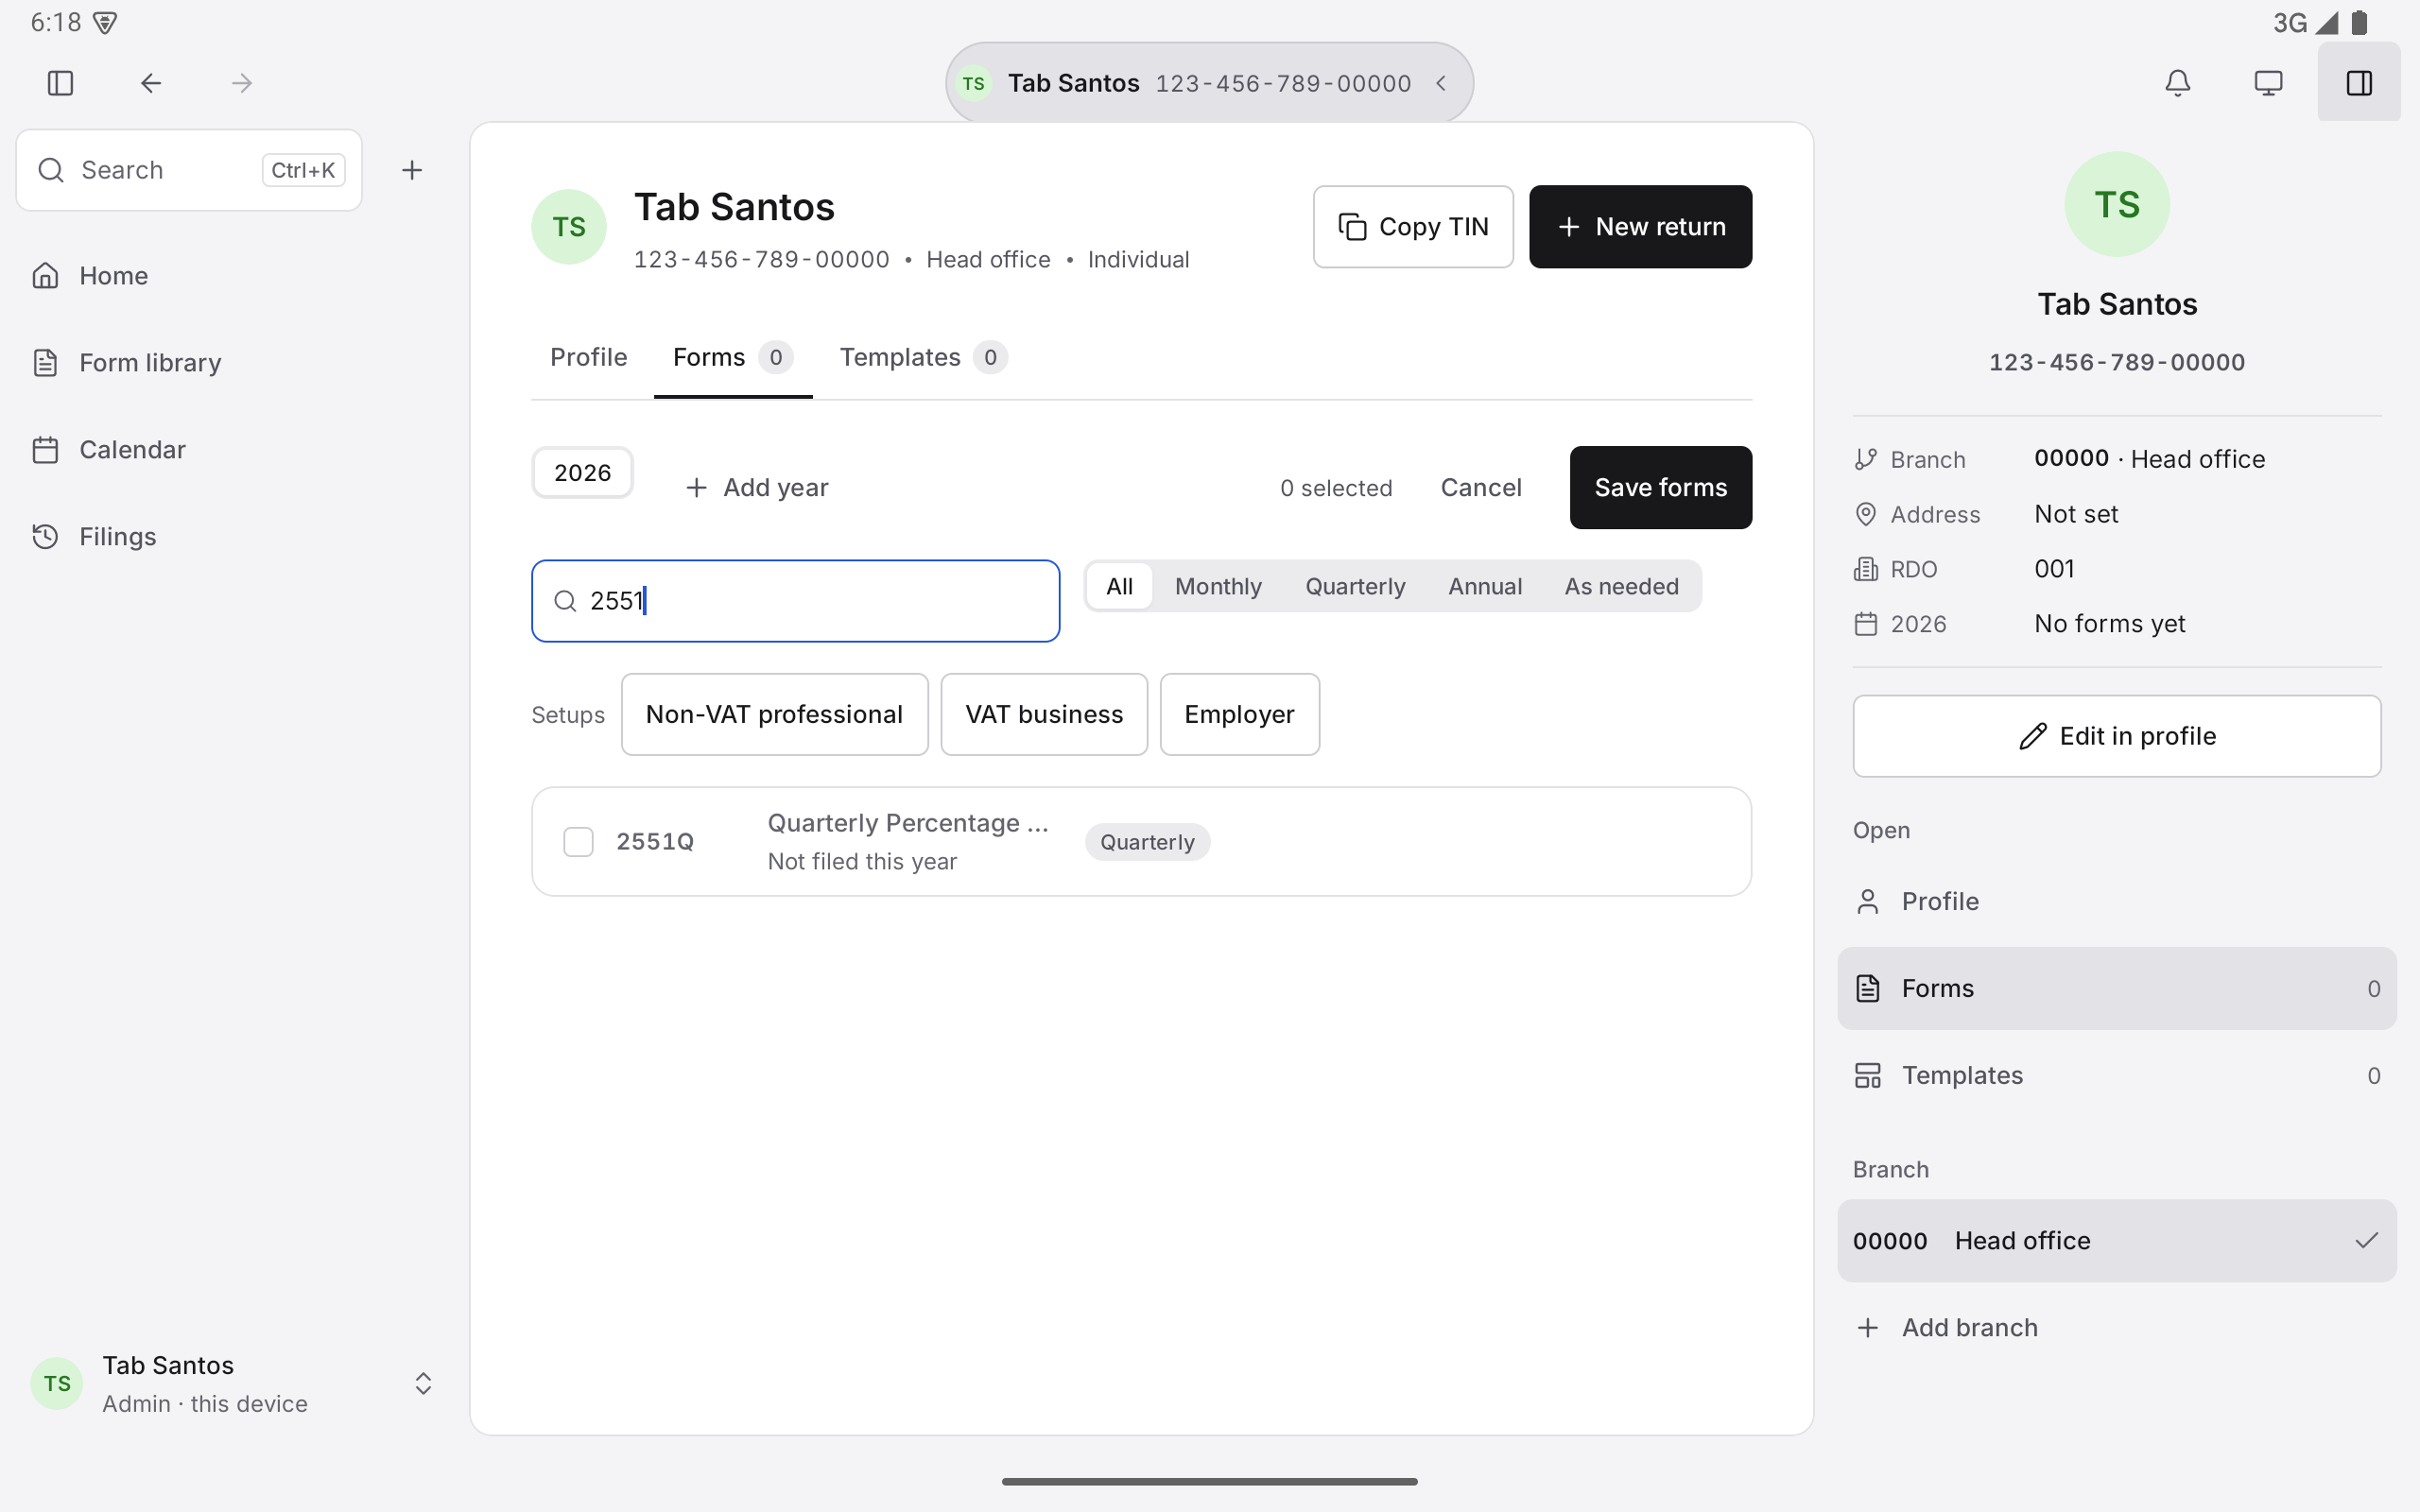 6:18
3G
TS Tab Santos 123-456-789-00000
Search Ctrl+K
Home
Form library
Calendar
Filings
Tab Santos
Admin · this device
TS
TS
Tab Santos
123-456-789-00000 • Head office • Individual
Copy TIN
New return
Profile Forms 0 Templates 0
2026 Add year 0 selected Cancel Save forms
2551
All Monthly Quarterly Annual As needed
Setups Non-VAT professional VAT business Employer
2551Q Quarterly Percentage ... Quarterly
Not filed this year
TS
Tab Santos
123-456-789-00000
Branch 00000 · Head office
Address Not set
RDO 001
2026 No forms yet
Edit in profile
Open
Profile
Forms 0
Templates 0
Branch
00000 Head office
Add branch